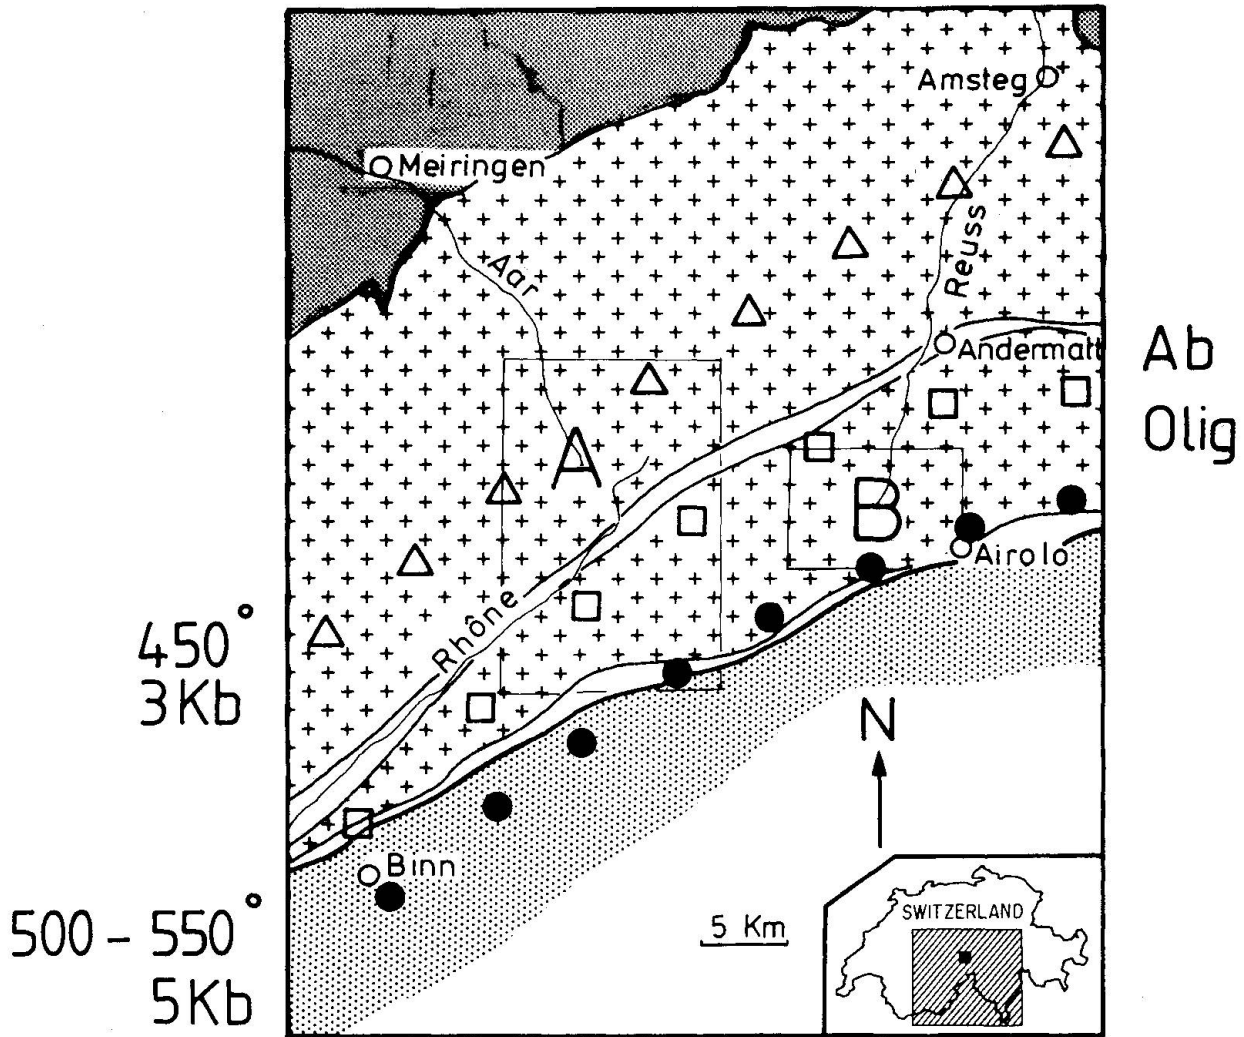 Amsteg
Meiringen
Aar
Reuss
Andermatt
Ab
Olig
A
B
Airolo
Rhône
450°
3Kb
N
Binn
500 - 550°
5Kb
5 Km
SWITZERLAND